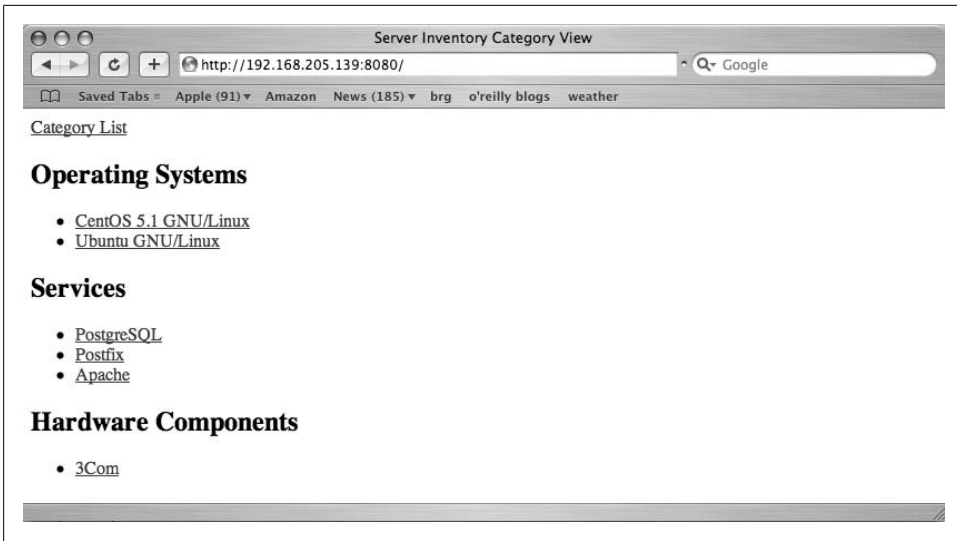 Server Inventory Category View
http://192.168.205.139:8080/
Google
Saved Tabs Apple (91) Amazon News (185) brg o'reilly blogs weather
Category List
Operating Systems
CentOS 5.1 GNU/Linux
Ubuntu GNU/Linux
Services
PostgreSQL
Postfix
Apache
Hardware Components
3Com